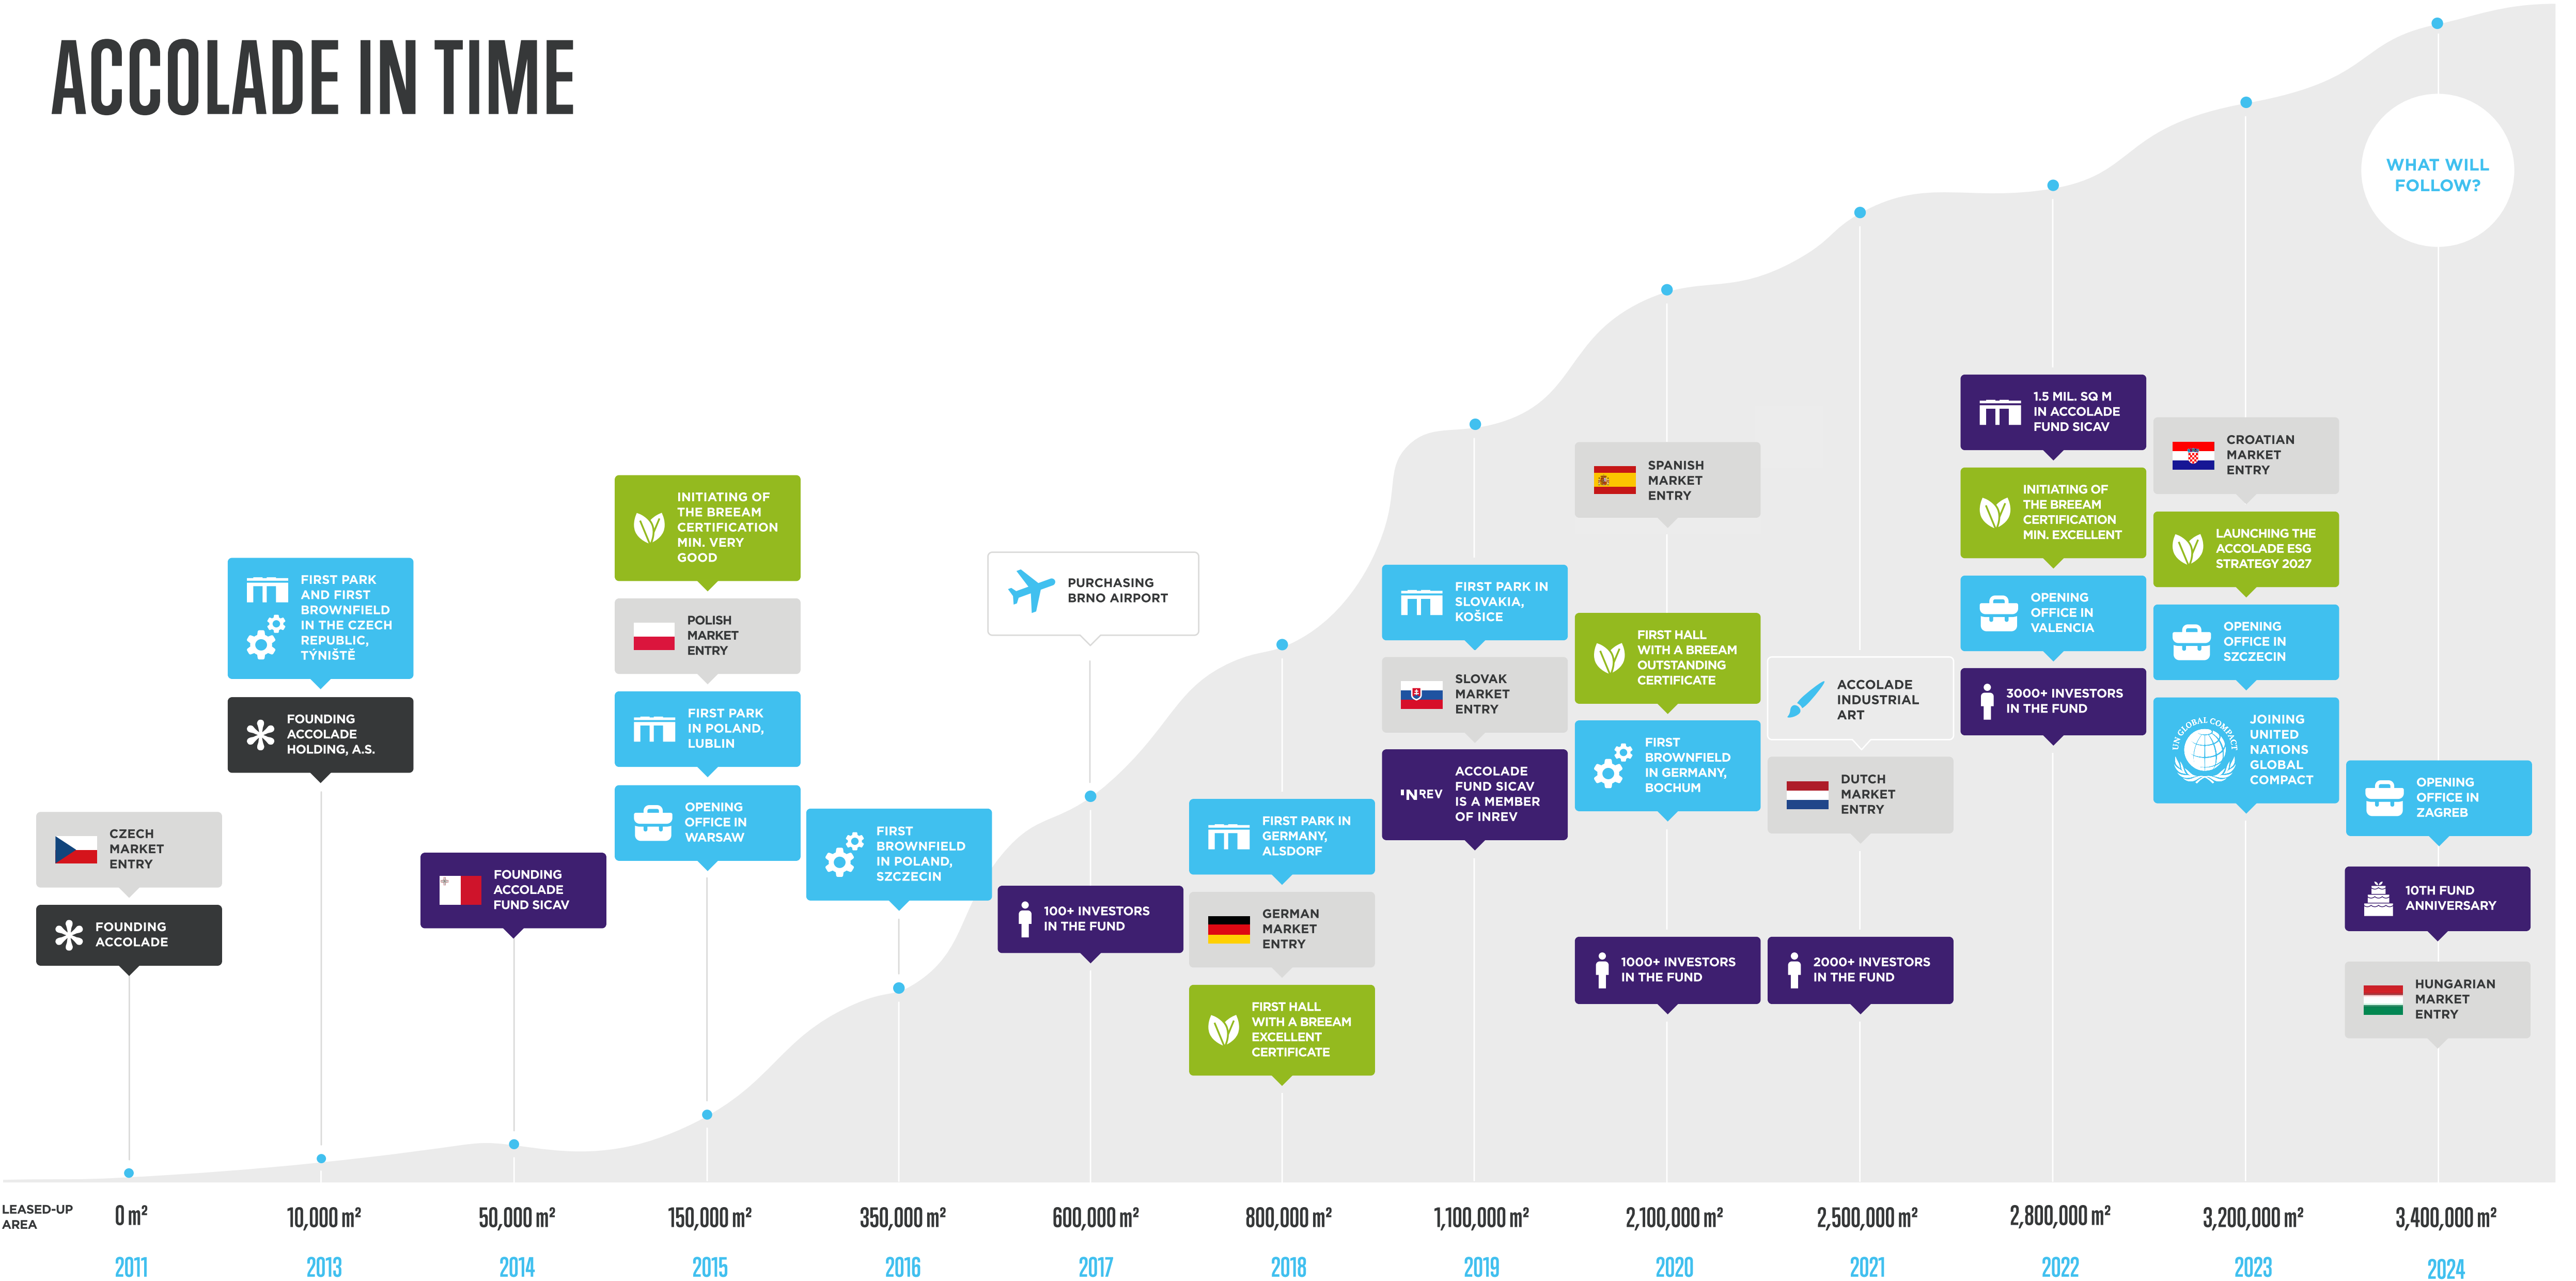 ACCOLADE IN TIME
WHAT WILL
FOLLOW?
CZECH
MARKET
ENTRY
FOUNDING
ACCOLADE
FIRST PARK
AND FIRST
BROWNFIELD
IN THE CZECH
REPUBLIC,
TÝNIŠTĚ
FOUNDING
ACCOLADE
HOLDING, A.S.
FOUNDING
ACCOLADE
FUND SICAV
INITIATING OF
THE BREEAM
CERTIFICATION
MIN. VERY
GOOD
POLISH
MARKET
ENTRY
FIRST PARK
IN POLAND,
LUBLIN
OPENING
OFFICE IN
WARSAW
FIRST
BROWNFIELD
IN POLAND,
SZCZECIN
PURCHASING
BRNO AIRPORT
100+ INVESTORS
IN THE FUND
FIRST PARK IN
GERMANY,
ALSDORF
GERMAN
MARKET
ENTRY
FIRST HALL
WITH A BREEAM
EXCELLENT
CERTIFICATE
FIRST PARK IN
SLOVAKIA,
KOŠICE
SLOVAK
MARKET
ENTRY
INREV
ACCOLADE
FUND SICAV
IS A MEMBER
OF INREV
SPANISH
MARKET
ENTRY
FIRST HALL
WITH A BREEAM
OUTSTANDING
CERTIFICATE
FIRST
BROWNFIELD
IN GERMANY,
BOCHUM
1000+ INVESTORS
IN THE FUND
ACCOLADE
INDUSTRIAL
ART
DUTCH
MARKET
ENTRY
2000+ INVESTORS
IN THE FUND
1.5 MIL. SQ M
IN ACCOLADE
FUND SICAV
INITIATING OF
THE BREEAM
CERTIFICATION
MIN. EXCELLENT
OPENING
OFFICE IN
VALENCIA
3000+ INVESTORS
IN THE FUND
CROATIAN
MARKET
ENTRY
LAUNCHING THE
ACCOLADE ESG
STRATEGY 2027
OPENING
OFFICE IN
SZCZECIN
UN GLOBAL COMPACT
JOINING
UNITED
NATIONS
GLOBAL
COMPACT
OPENING
OFFICE IN
ZAGREB
10TH FUND
ANNIVERSARY
HUNGARIAN
MARKET
ENTRY
LEASED-UP
AREA
0 m² 10,000 m² 50,000 m² 150,000 m² 350,000 m² 600,000 m² 800,000 m² 1,100,000 m² 2,100,000 m² 2,500,000 m² 2,800,000 m² 3,200,000 m² 3,400,000 m²
2011 2013 2014 2015 2016 2017 2018 2019 2020 2021 2022 2023 2024